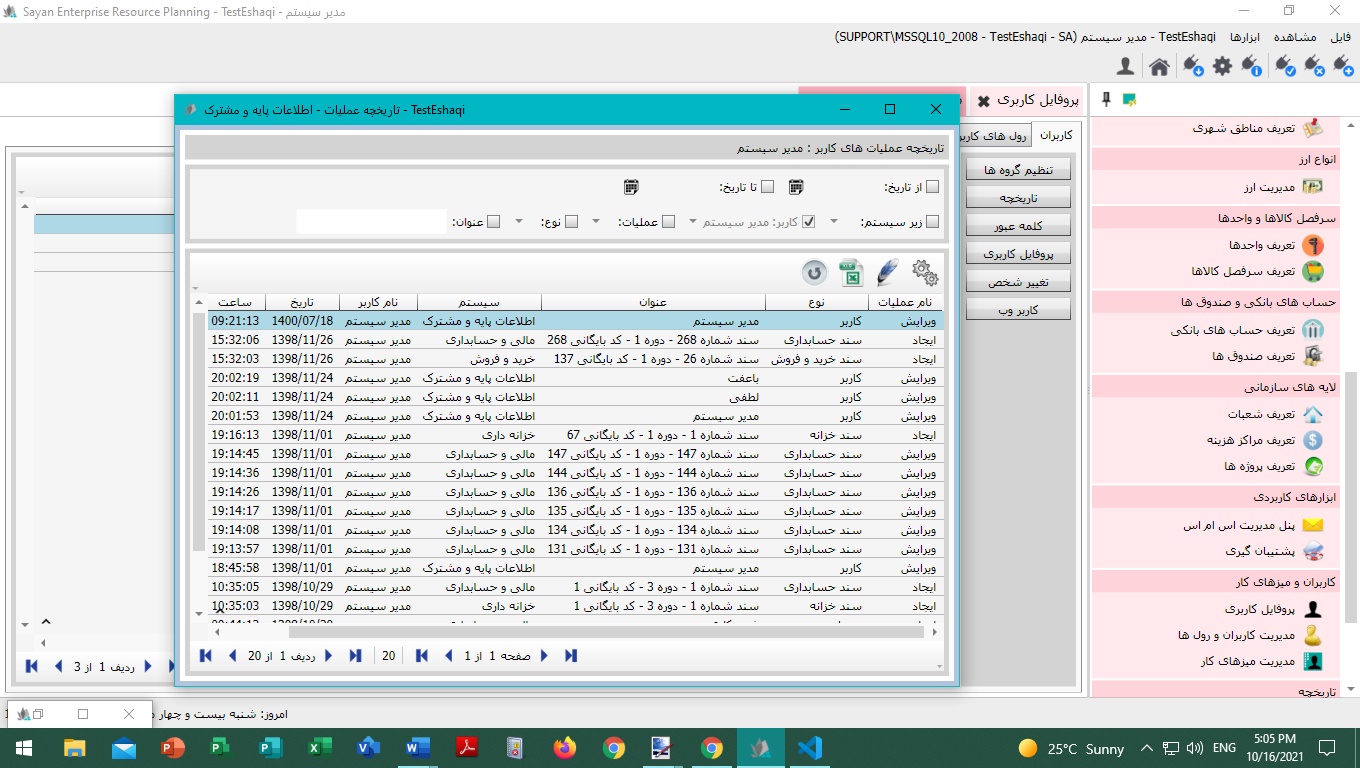 Sayan Enterprise Resource Planning - TestEshaqi - مدیر سیستم
فایل مشاهده ابزارها TestEshaqi - مدیر سیستم (SUPPORT\MSSQL10_2008 - TestEshaqi - SA)
پروفایل کاربری
تعریف مناطق شهری
انواع ارز
مدیریت ارز
سرفصل کالاها و واحدها
تعریف واحدها
تعریف سرفصل کالاها
حساب های بانکی و صندوق ها
تعریف حساب های بانکی
تعریف صندوق ها
لایه های سازمانی
تعریف شعبات
تعریف مراکز هزینه
تعریف پروژه ها
ابزارهای کاربردی
پنل مدیریت اس ام اس
پشتیبان گیری
کاربران و میزهای کار
پروفایل کاربری
مدیریت کاربران و رول ها
مدیریت میزهای کار
تاریخچه
کاربران رول های کاربر
تنظیم گروه ها
تاریخچه
کلمه عبور
پروفایل کاربری
تغییر شخص
کاربر وب
تاریخچه عملیات - اطلاعات پایه و مشترک - TestEshaqi
تاریخچه عملیات های کاربر : مدیر سیستم
از تاریخ: تا تاریخ:
زیر سیستم: کاربر: مدیر سیستم عملیات: نوع: عنوان:
نام عملیات نوع عنوان سیستم نام کاربر تاریخ ساعت
ویرایش کاربر مدیر سیستم اطلاعات پایه و مشترک مدیر سیستم 1400/07/18 09:21:13
ایجاد سند حسابداری سند شماره 268 - دوره 1 - کد بایگانی 268 مالی و حسابداری مدیر سیستم 1398/11/26 15:32:06
ایجاد سند خرید و فروش سند شماره 26 - دوره 1 - کد بایگانی 137 خرید و فروش مدیر سیستم 1398/11/26 15:32:03
ویرایش کاربر باعفت اطلاعات پایه و مشترک مدیر سیستم 1398/11/24 20:02:19
ویرایش کاربر لطفی اطلاعات پایه و مشترک مدیر سیستم 1398/11/24 20:02:11
ویرایش کاربر مدیر سیستم اطلاعات پایه و مشترک مدیر سیستم 1398/11/24 20:01:53
ایجاد سند خزانه سند شماره 1 - دوره 1 - کد بایگانی 67 خزانه داری مدیر سیستم 1398/11/01 19:16:13
ویرایش سند حسابداری سند شماره 147 - دوره 1 - کد بایگانی 147 مالی و حسابداری مدیر سیستم 1398/11/01 19:14:45
ویرایش سند حسابداری سند شماره 144 - دوره 1 - کد بایگانی 144 مالی و حسابداری مدیر سیستم 1398/11/01 19:14:36
ویرایش سند حسابداری سند شماره 136 - دوره 1 - کد بایگانی 136 مالی و حسابداری مدیر سیستم 1398/11/01 19:14:26
ویرایش سند حسابداری سند شماره 135 - دوره 1 - کد بایگانی 135 مالی و حسابداری مدیر سیستم 1398/11/01 19:14:17
ویرایش سند حسابداری سند شماره 134 - دوره 1 - کد بایگانی 134 مالی و حسابداری مدیر سیستم 1398/11/01 19:14:08
ویرایش سند حسابداری سند شماره 131 - دوره 1 - کد بایگانی 131 مالی و حسابداری مدیر سیستم 1398/11/01 19:13:57
ویرایش کاربر مدیر سیستم اطلاعات پایه و مشترک مدیر سیستم 1398/11/01 18:45:58
ایجاد سند حسابداری سند شماره 1 - دوره 3 - کد بایگانی 1 مالی و حسابداری مدیر سیستم 1398/10/29 10:35:05
ایجاد سند خزانه سند شماره 1 - دوره 3 - کد بایگانی 1 خزانه داری مدیر سیستم 1398/10/29 10:35:03
ردیف 1 از 20 20 صفحه 1 از 1
ردیف 1 از 3
امروز: شنبه بیست و چهار
25°C Sunny ENG 5:05 PM
10/16/2021